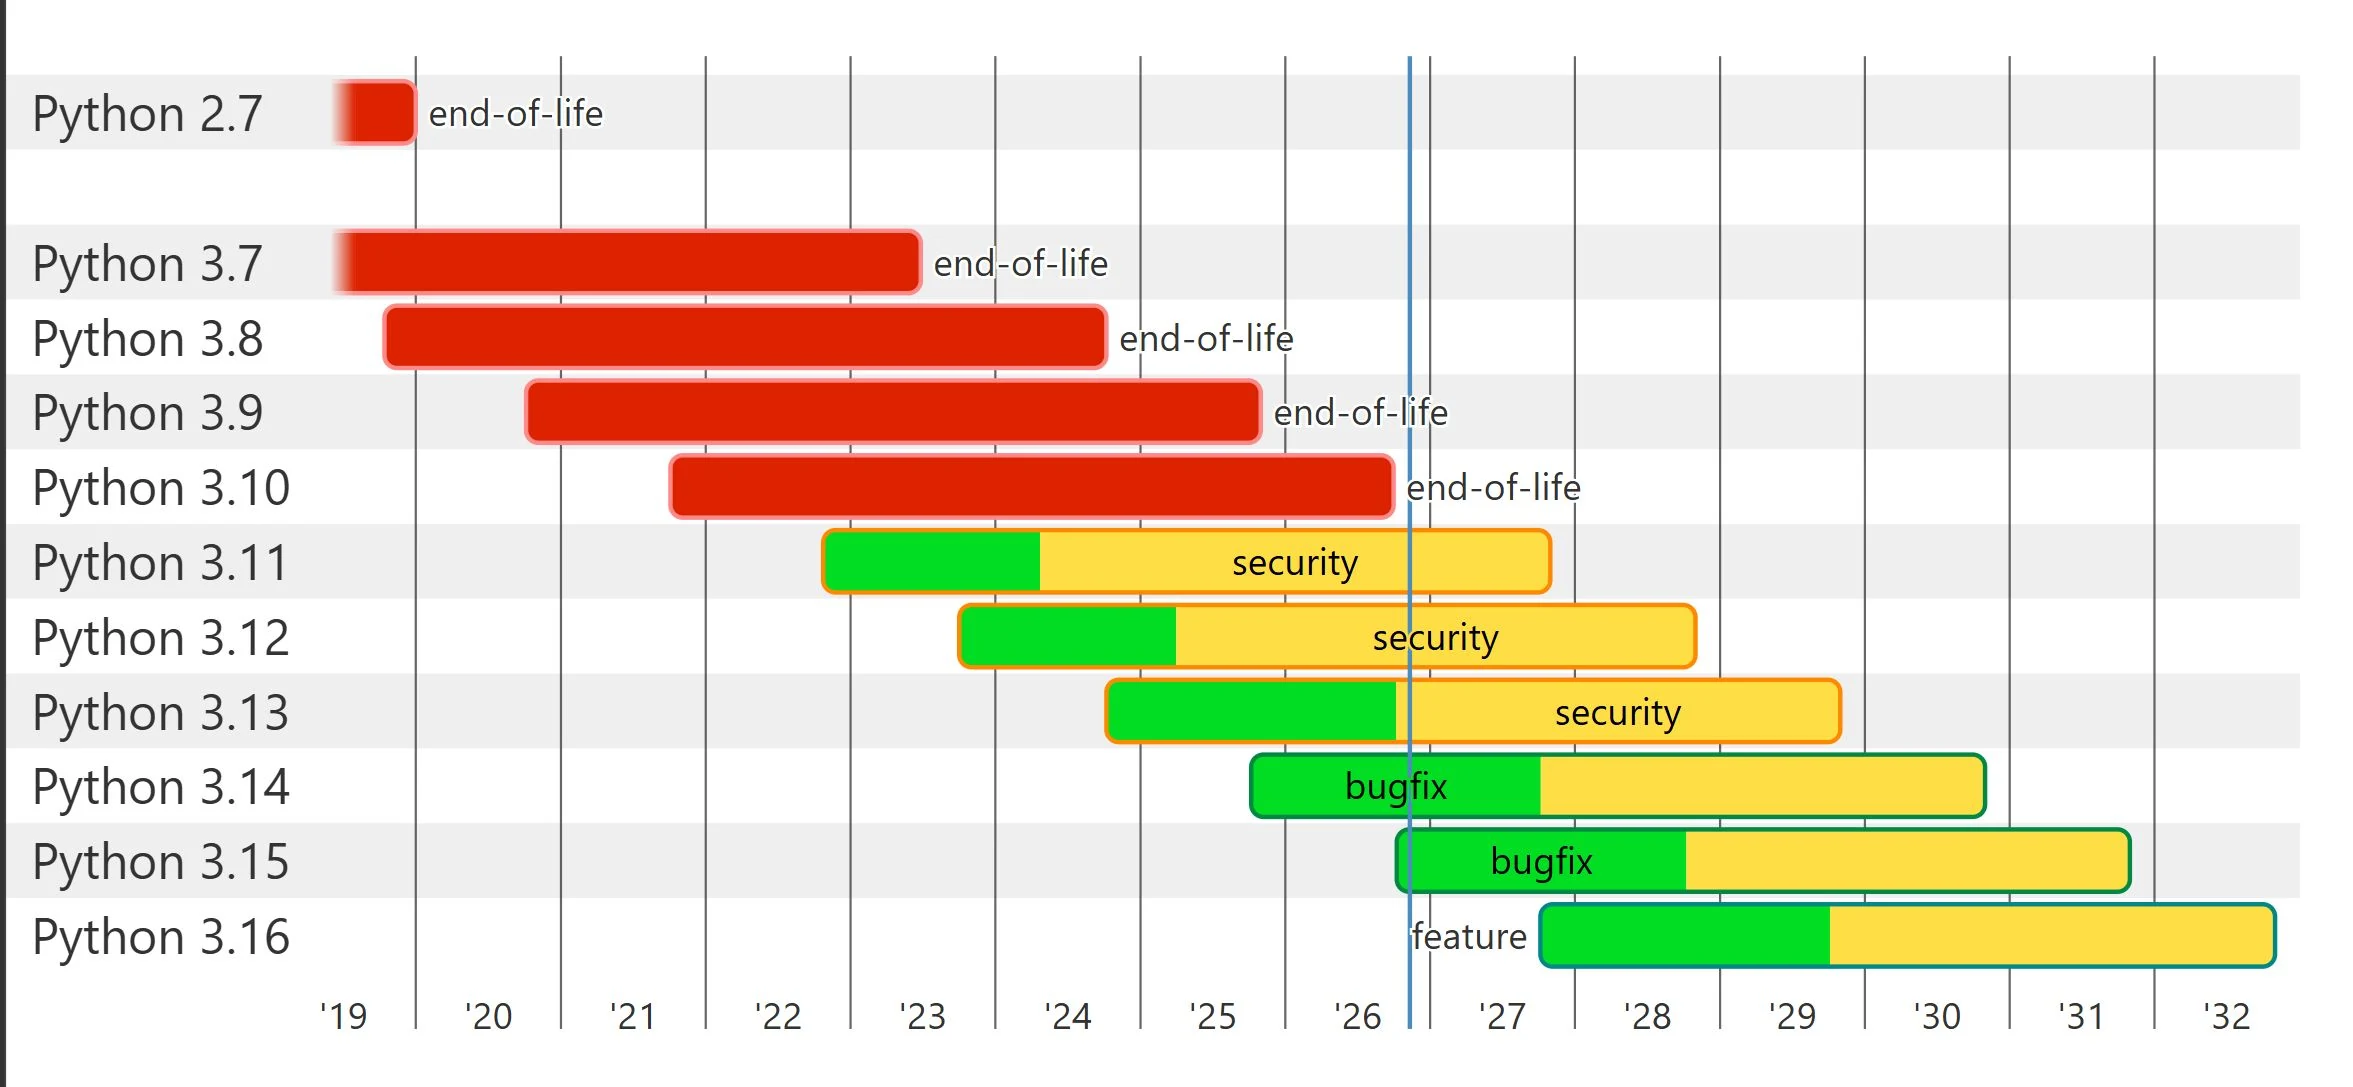 Python 2.7 end-of-life
Python 3.7 end-of-life
Python 3.8 end-of-life
Python 3.9 end-of-life
Python 3.10 end-of-life
Python 3.11 security
Python 3.12 security
Python 3.13 security
Python 3.14 bugfix
Python 3.15 bugfix
Python 3.16 feature
'19 '20 '21 '22 '23 '24 '25 '26 '27 '28 '29 '30 '31 '32